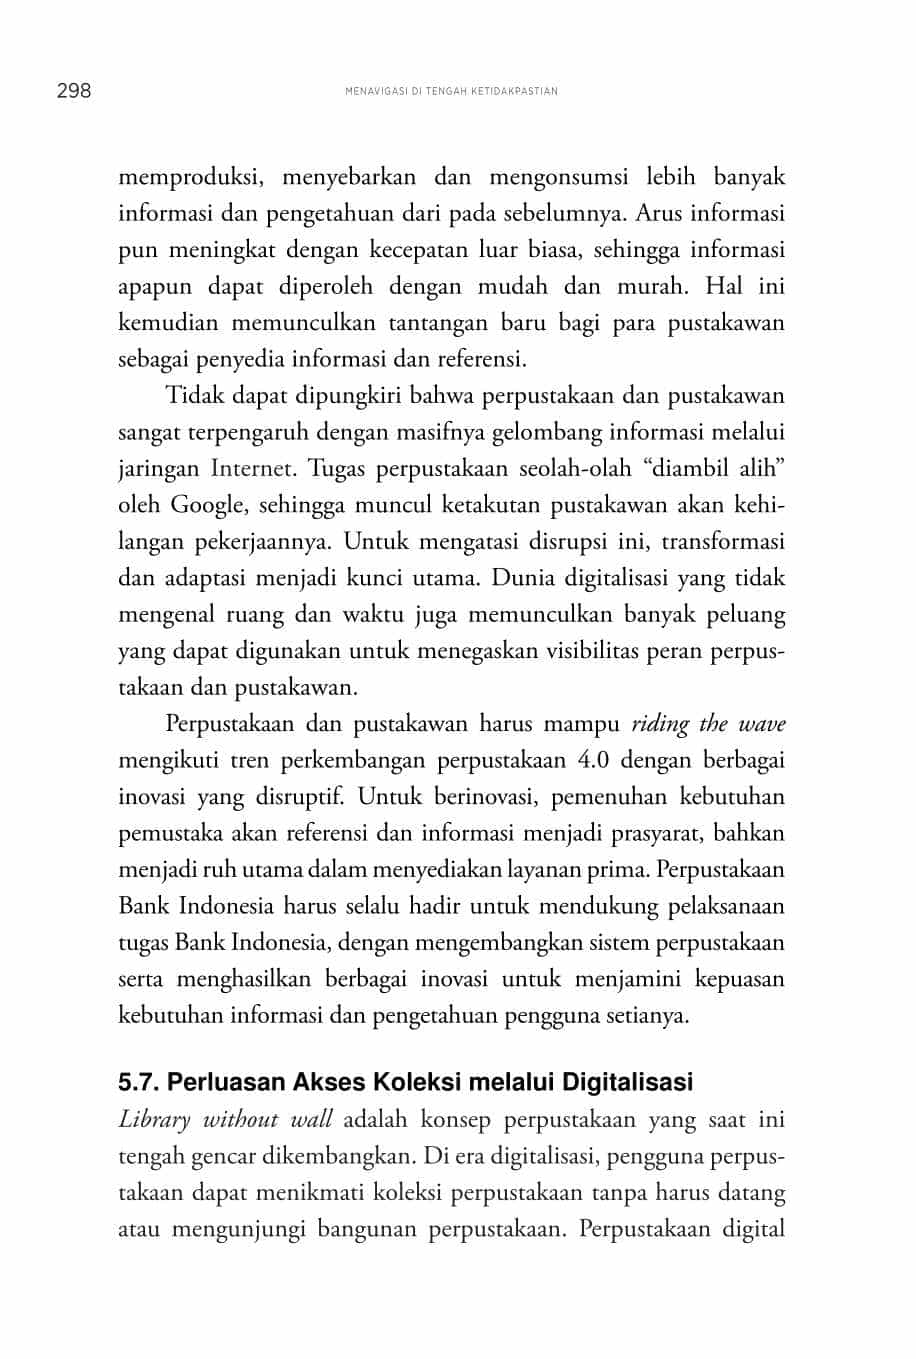 298
MENAVIGASI DI TENGAH KETIDAKPASTIAN
memproduksi, menyebarkan dan mengonsumsi lebih banyak
informasi dan pengetahuan dari pada sebelumnya. Arus informasi
pun meningkat dengan kecepatan luar biasa, sehingga informasi
apapun dapat diperoleh dengan mudah dan murah. Hal ini
kemudian memunculkan tantangan baru bagi para pustakawan
sebagai penyedia informasi dan referensi.
Tidak dapat dipungkiri bahwa perpustakaan dan pustakawan
sangat terpengaruh dengan masifnya gelombang informasi melalui
jaringan Internet. Tugas perpustakaan seolah-olah “diambil alih”
oleh Google, sehingga muncul ketakutan pustakawan akan kehi-
langan pekerjaannya. Untuk mengatasi disrupsi ini, transformasi
dan adaptasi menjadi kunci utama. Dunia digitalisasi yang tidak
mengenal ruang dan waktu juga memunculkan banyak peluang
yang dapat digunakan untuk menegaskan visibilitas peran perpus-
takaan dan pustakawan.
Perpustakaan dan pustakawan harus mampu riding the wave
mengikuti tren perkembangan perpustakaan 4.0 dengan berbagai
inovasi yang disruptif. Untuk berinovasi, pemenuhan kebutuhan
pemustaka akan referensi dan informasi menjadi prasyarat, bahkan
menjadi ruh utama dalam menyediakan layanan prima. Perpustakaan
Bank Indonesia harus selalu hadir untuk mendukung pelaksanaan
tugas Bank Indonesia, dengan mengembangkan sistem perpustakaan
serta menghasilkan berbagai inovasi untuk menjamini kepuasan
kebutuhan informasi dan pengetahuan pengguna setianya.
5.7. Perluasan Akses Koleksi melalui Digitalisasi
Library without wall adalah konsep perpustakaan yang saat ini
tengah gencar dikembangkan. Di era digitalisasi, pengguna perpus-
takaan dapat menikmati koleksi perpustakaan tanpa harus datang
atau mengunjungi bangunan perpustakaan. Perpustakaan digital